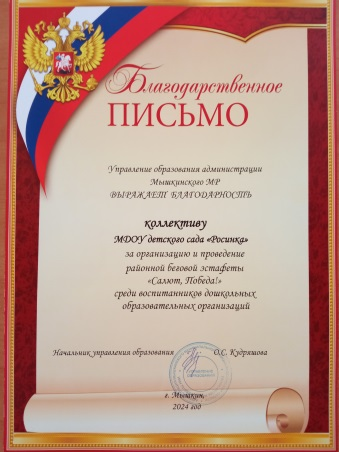 Благодарственное
ПИСЬМО
Управление образования администрации
Мышкинского МР
ВЫРАЖАЕТ БЛАГОДАРНОСТЬ
коллективу
МДОУ детского сада «Росинка»
за организацию и проведение
районной беговой эстафеты
«Салют, Победа!»
среди воспитанников дошкольных
образовательных организаций
Начальник управления образования О.С. Кудряшова
г. Мышкин,
2024 год